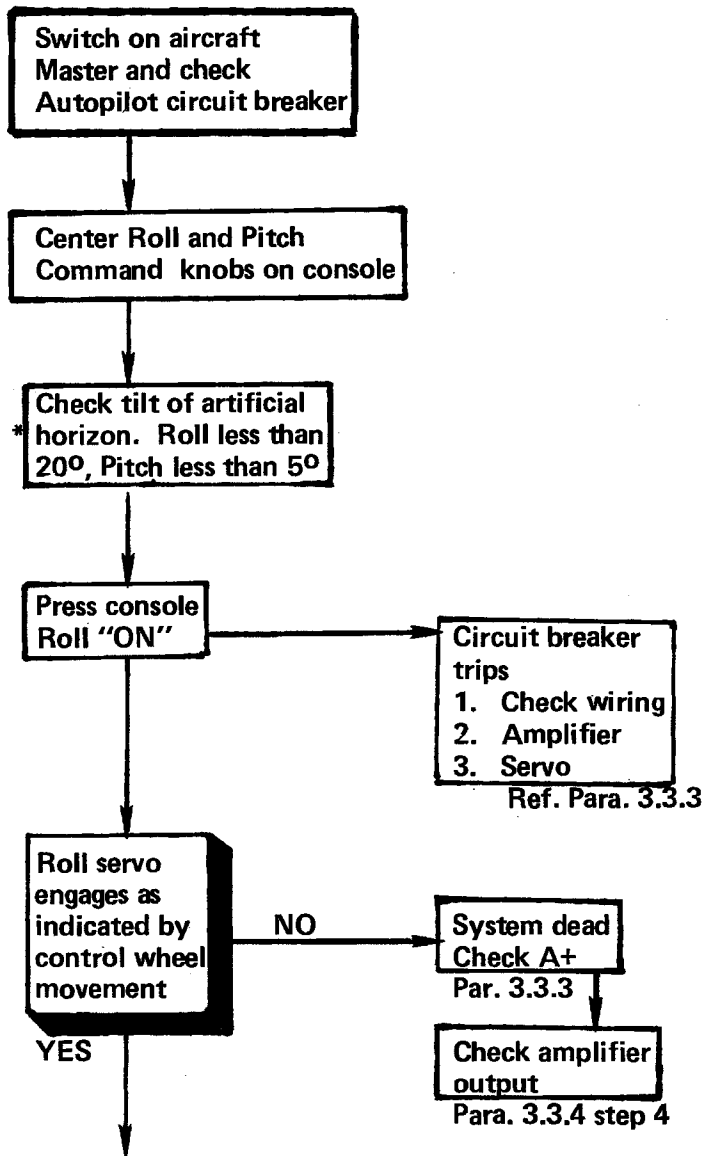 Switch on aircraft
Master and check
Autopilot circuit breaker
Center Roll and Pitch
Command knobs on console
Check tilt of artificial
* horizon. Roll less than
20º, Pitch less than 5º
Press console
Roll “ON”
Circuit breaker
trips
1. Check wiring
2. Amplifier
3. Servo
Ref. Para. 3.3.3
Roll servo
engages as
indicated by
control wheel
movement
NO
System dead
Check A+
Par. 3.3.3
YES
Check amplifier
output
Para. 3.3.4 step 4